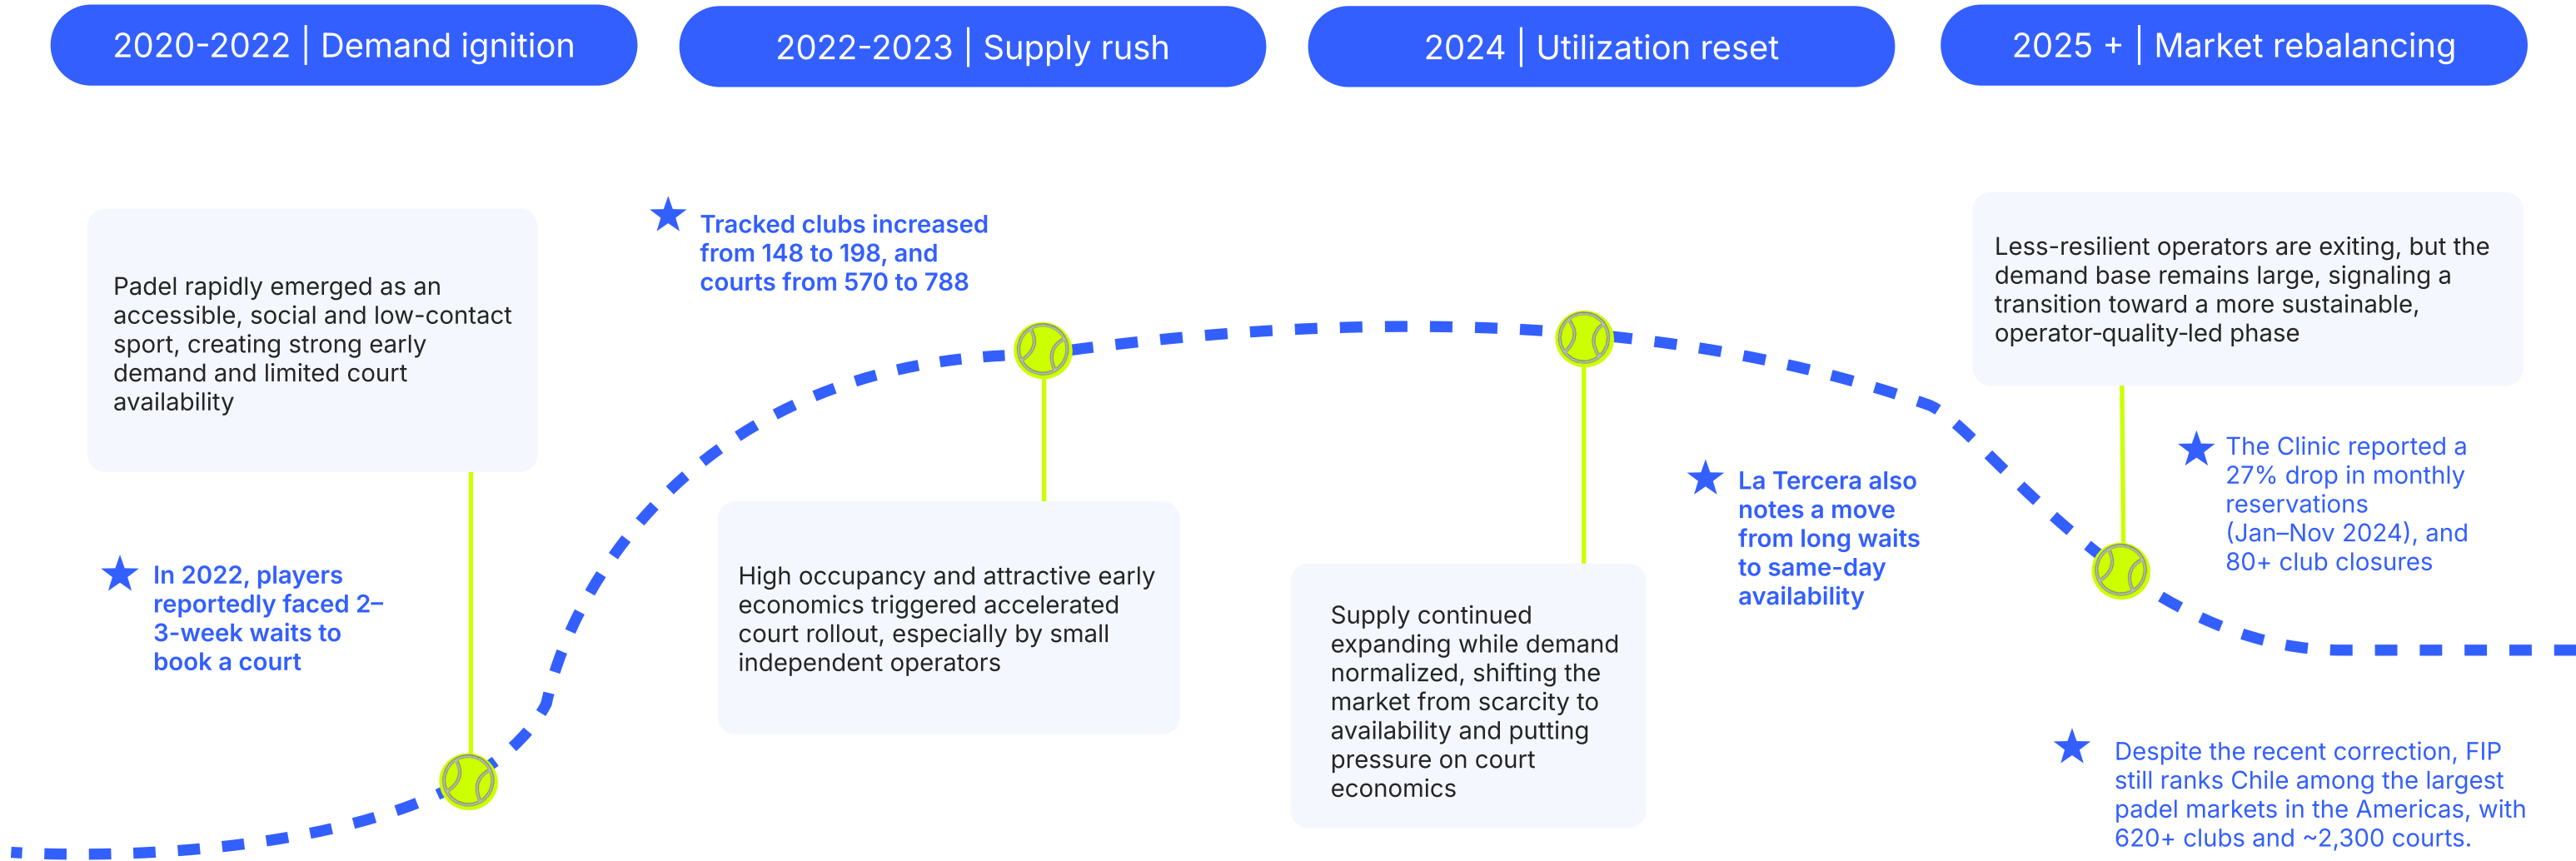 2020-2022 | Demand ignition
2022-2023 | Supply rush
2024 | Utilization reset
2025 + | Market rebalancing
Padel rapidly emerged as an
accessible, social and low-contact
sport, creating strong early
demand and limited court
availability
In 2022, players
reportedly faced 2–
3-week waits to
book a court
Tracked clubs increased
from 148 to 198, and
courts from 570 to 788
High occupancy and attractive early
economics triggered accelerated
court rollout, especially by small
independent operators
Supply continued
expanding while demand
normalized, shifting the
market from scarcity to
availability and putting
pressure on court
economics
La Tercera also
notes a move
from long waits
to same-day
availability
Less-resilient operators are exiting, but the
demand base remains large, signaling a
transition toward a more sustainable,
operator-quality-led phase
The Clinic reported a
27% drop in monthly
reservations
(Jan–Nov 2024), and
80+ club closures
Despite the recent correction, FIP
still ranks Chile among the largest
padel markets in the Americas, with
620+ clubs and ~2,300 courts.